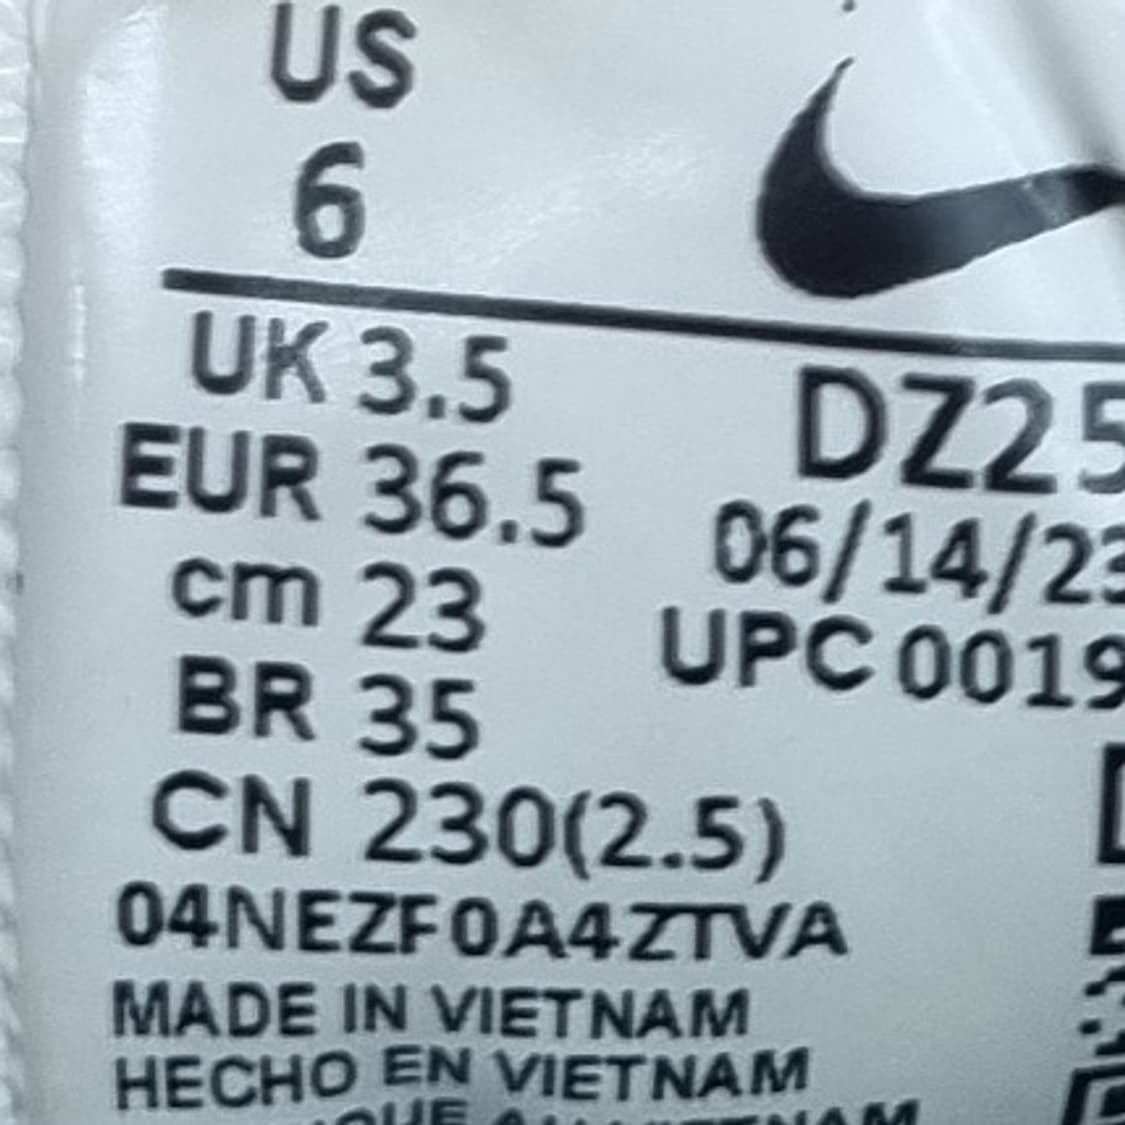 US
6
UK 3.5
EUR 36.5
cm 23
BR 35
CN 230(2.5)
04NEZF0A4ZTVA
MADE IN VIETNAM
HECHO EN VIETNAM
DZ25
06/14/23
UPC 0019